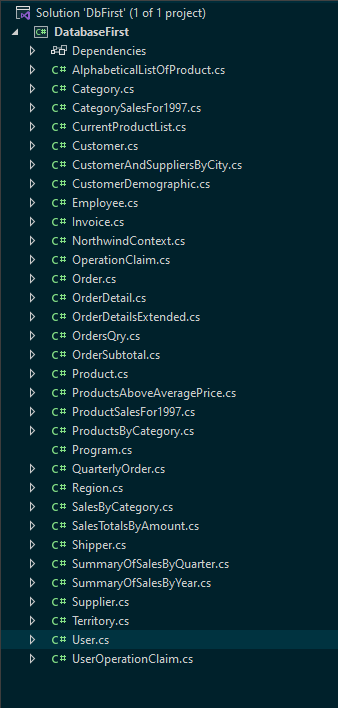 Solution 'DbFirst' (1 of 1 project)
DatabaseFirst
Dependencies
C# AlphabeticalListOfProduct.cs
C# Category.cs
C# CategorySalesFor1997.cs
C# CurrentProductList.cs
C# Customer.cs
C# CustomerAndSuppliersByCity.cs
C# CustomerDemographic.cs
C# Employee.cs
C# Invoice.cs
C# NorthwindContext.cs
C# OperationClaim.cs
C# Order.cs
C# OrderDetail.cs
C# OrderDetailsExtended.cs
C# OrdersQry.cs
C# OrderSubtotal.cs
C# Product.cs
C# ProductsAboveAveragePrice.cs
C# ProductSalesFor1997.cs
C# ProductsByCategory.cs
C# Program.cs
C# QuarterlyOrder.cs
C# Region.cs
C# SalesByCategory.cs
C# SalesTotalsByAmount.cs
C# Shipper.cs
C# SummaryOfSalesByQuarter.cs
C# SummaryOfSalesByYear.cs
C# Supplier.cs
C# Territory.cs
C# User.cs
C# UserOperationClaim.cs